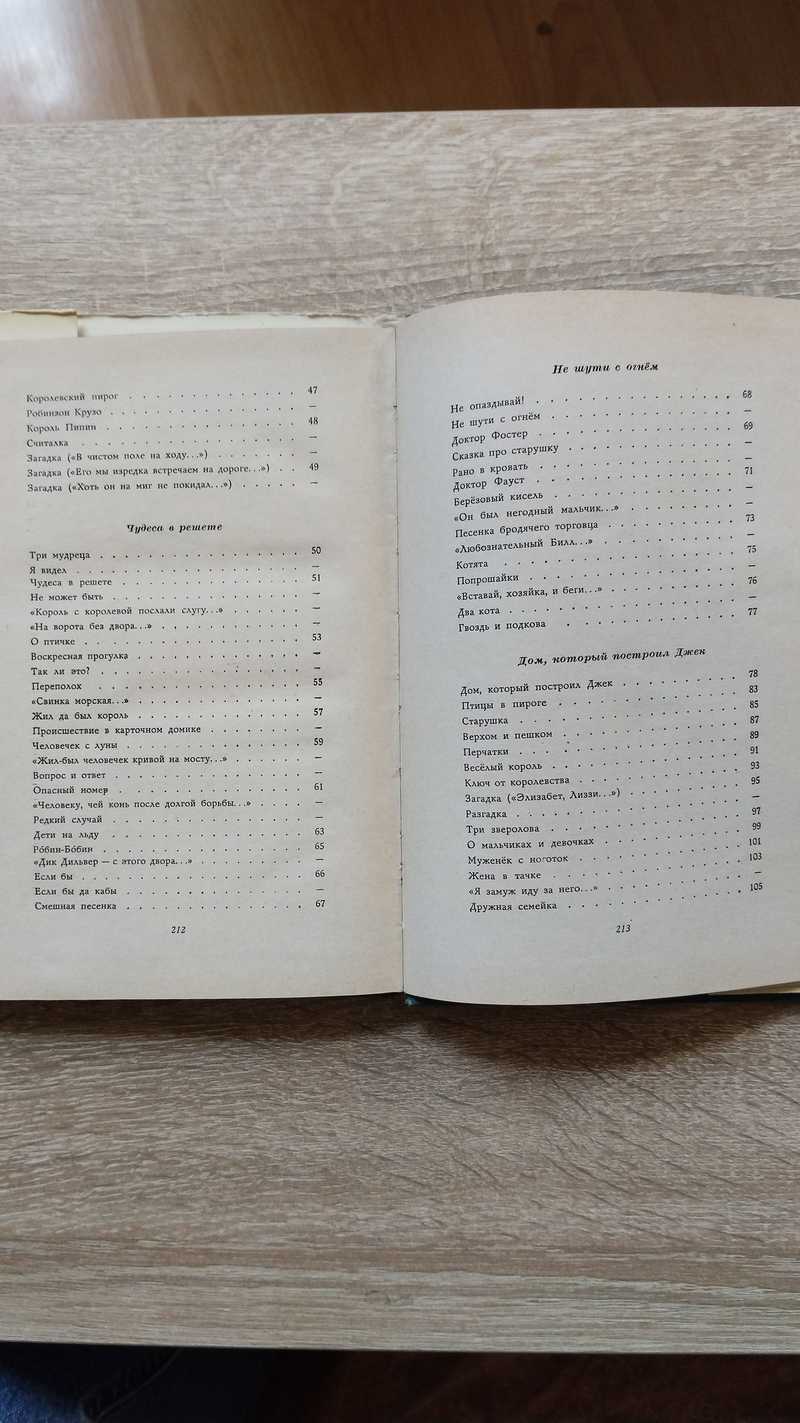 Королевский пирог . . . . . . . . . . . . . . 47
Робинзон Крузо . . . . . . . . . . . . . . . —
Король Пипин . . . . . . . . . . . . . . . 48
Считалка . . . . . . . . . . . . . . . . . —
Загадка («В чистом поле на ходу...») . . . . . . . —
Загадка («Его мы изредка встречаем на дороге...») . . 49
Загадка («Хоть он на миг не покидал...») . . . . . —
Чудеса в решете
Три мудреца . . . . . . . . . . . . . . . . 50
Я видел . . . . . . . . . . . . . . . . . —
Чудеса в решете . . . . . . . . . . . . . . 51
Не может быть . . . . . . . . . . . . . . . —
«Король с королевой послали слугу...» . . . . . . —
«На ворота без двора...» . . . . . . . . . . . —
О птичке . . . . . . . . . . . . . . . . . 53
Воскресная прогулка . . . . . . . . . . . . . —
Так ли это? . . . . . . . . . . . . . . . . —
Переполох . . . . . . . . . . . . . . . . 55
«Свинка морская...» . . . . . . . . . . . . . —
Жил да был король . . . . . . . . . . . . . 57
Происшествие в карточном домике . . . . . . . . —
Человечек с луны . . . . . . . . . . . . . . 59
«Жил-был человечек кривой на мосту...» . . . . . —
Вопрос и ответ . . . . . . . . . . . . . . . —
Опасный номер . . . . . . . . . . . . . . . 61
«Человеку, чей конь после долгой борьбы...» . . . —
Редкий случай . . . . . . . . . . . . . . . —
Дети на льду . . . . . . . . . . . . . . . 63
Рóбин-Бóбин . . . . . . . . . . . . . . . . 65
«Дик Дильвер — с этого двора...» . . . . . . . . —
Если бы . . . . . . . . . . . . . . . . . 66
Если бы да кабы . . . . . . . . . . . . . . —
Смешная песенка . . . . . . . . . . . . . . 67
212
Не шути с огнём
Не опаздывай! . . . . . . . . . . . . . . . 68
Не шути с огнём . . . . . . . . . . . . . . —
Доктор Фостер . . . . . . . . . . . . . . . 69
Сказка про старушку . . . . . . . . . . . . . —
Рано в кровать . . . . . . . . . . . . . . . —
Доктор Фауст . . . . . . . . . . . . . . . 71
Берёзовый кисель . . . . . . . . . . . . . . —
«Он был негодный мальчик...» . . . . . . . . . —
Песенка бродячего торговца . . . . . . . . . . 73
«Любознательный Билл...» . . . . . . . . . . . —
Котята . . . . . . . . . . . . . . . . . . 75
Попрошайки . . . . . . . . . . . . . . . . —
«Вставай, хозяйка, и беги...» . . . . . . . . . . 76
Два кота . . . . . . . . . . . . . . . . . —
Гвоздь и подкова . . . . . . . . . . . . . . 77
Дом, который построил Джек
Дом, который построил Джек . . . . . . . . . . 78
Птицы в пироге . . . . . . . . . . . . . . . 83
Старушка . . . . . . . . . . . . . . . . . 85
Верхом и пешком . . . . . . . . . . . . . . 87
Перчатки . . . . . . . . . . . . . . . . . 89
Весёлый король . . . . . . . . . . . . . . . 91
Ключ от королевства . . . . . . . . . . . . . 93
Загадка («Элизабет, Лиззи...») . . . . . . . . . 95
Разгадка . . . . . . . . . . . . . . . . . —
Три зверолова . . . . . . . . . . . . . . . 97
О мальчиках и девочках . . . . . . . . . . . . 99
Муженёк с ноготок . . . . . . . . . . . . . . 101
Жена в тачке . . . . . . . . . . . . . . . . 103
«Я замуж иду за него...» . . . . . . . . . . . —
Дружная семейка . . . . . . . . . . . . . . . 105
213